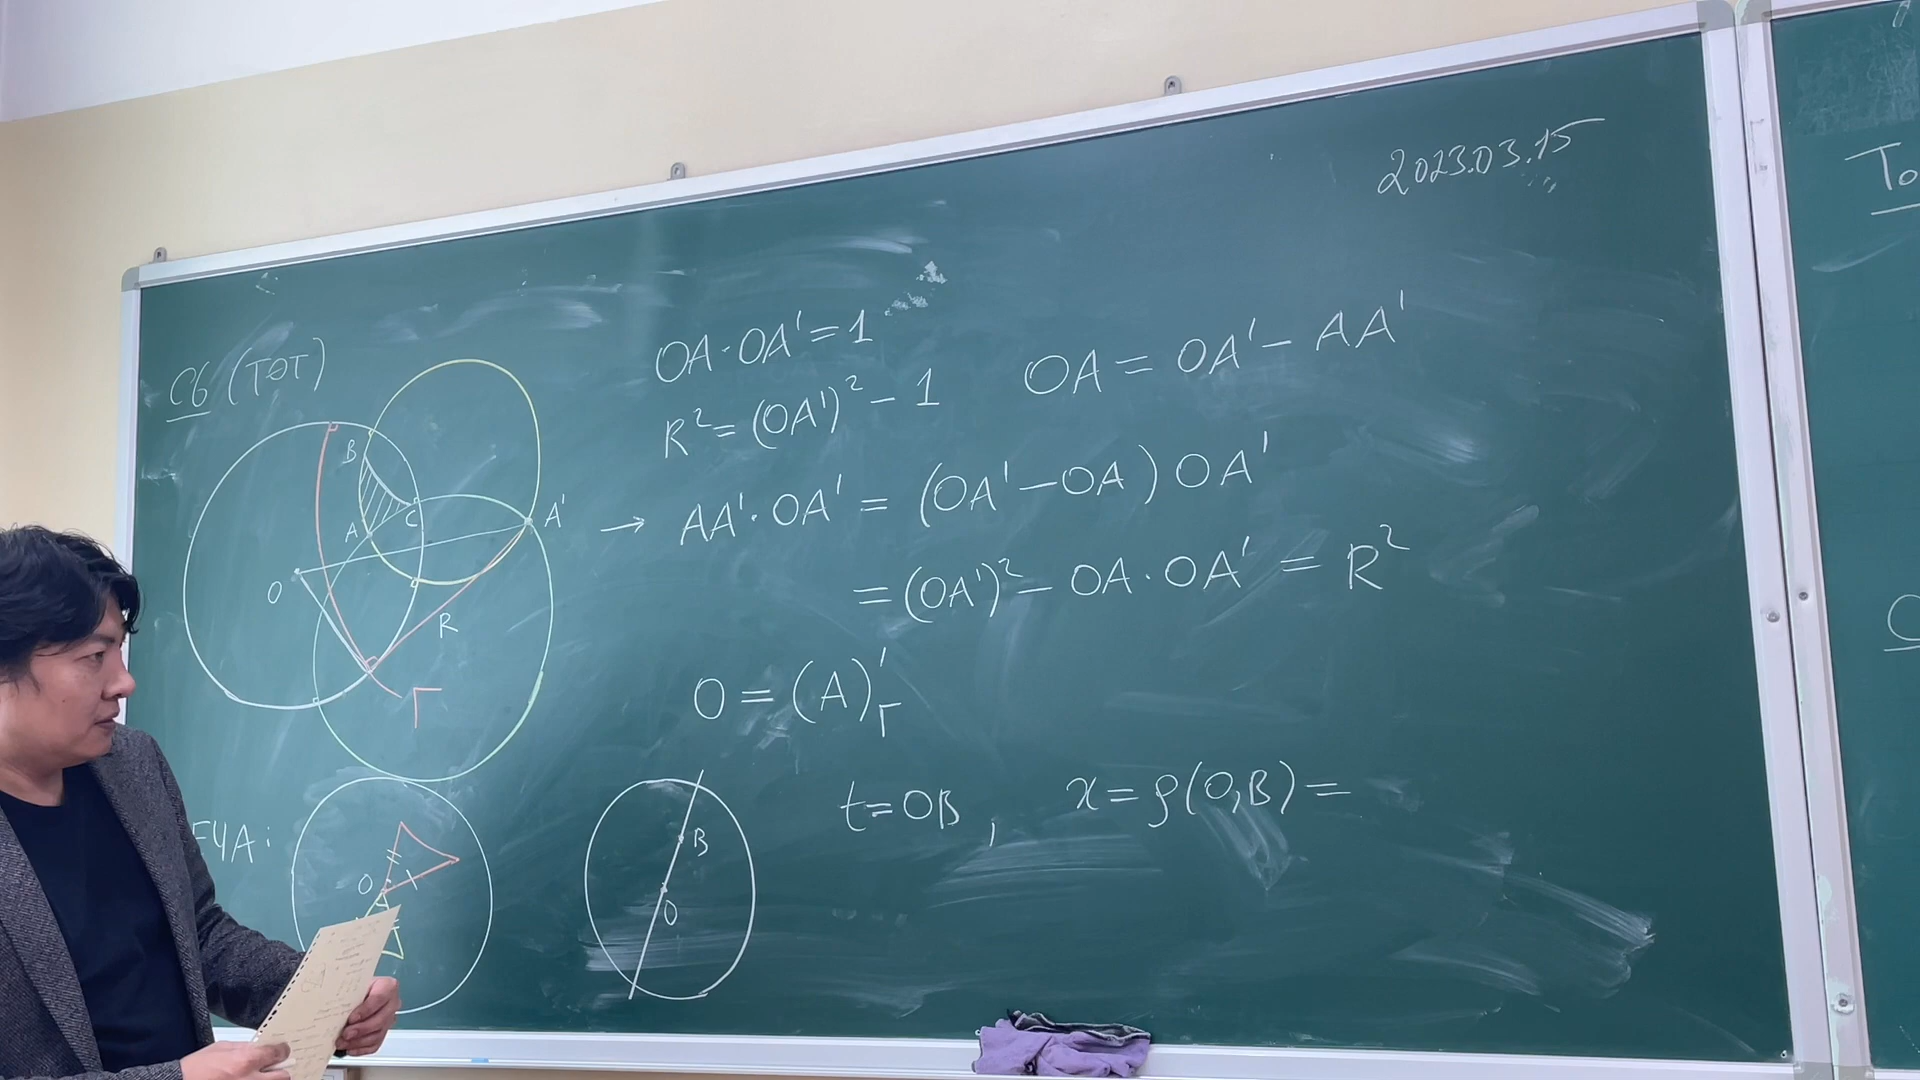 2023.03.15
C6 (TOT)
OA·OA' = 1
R² = (OA')² - 1
OA = OA' - AA'
→ AA'·OA' = (OA' - OA) OA'
= (OA')² - OA·OA' = R²
O = (A)'_Γ
t = OB, x = ρ(O,B) =
B
A
C
A'
O
R
Γ
O
B
O
To